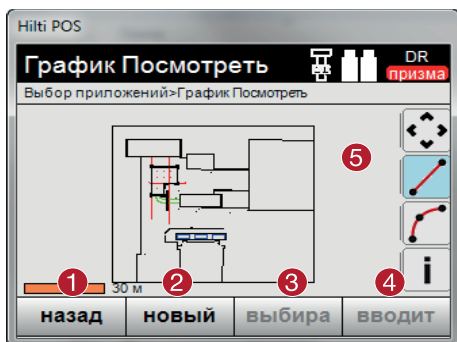 Hilti POS
График Посмотреть
DR
призма
Выбор приложений>График Посмотреть
5
i
1 2 3 4
30 м
назад новый выбира вводит